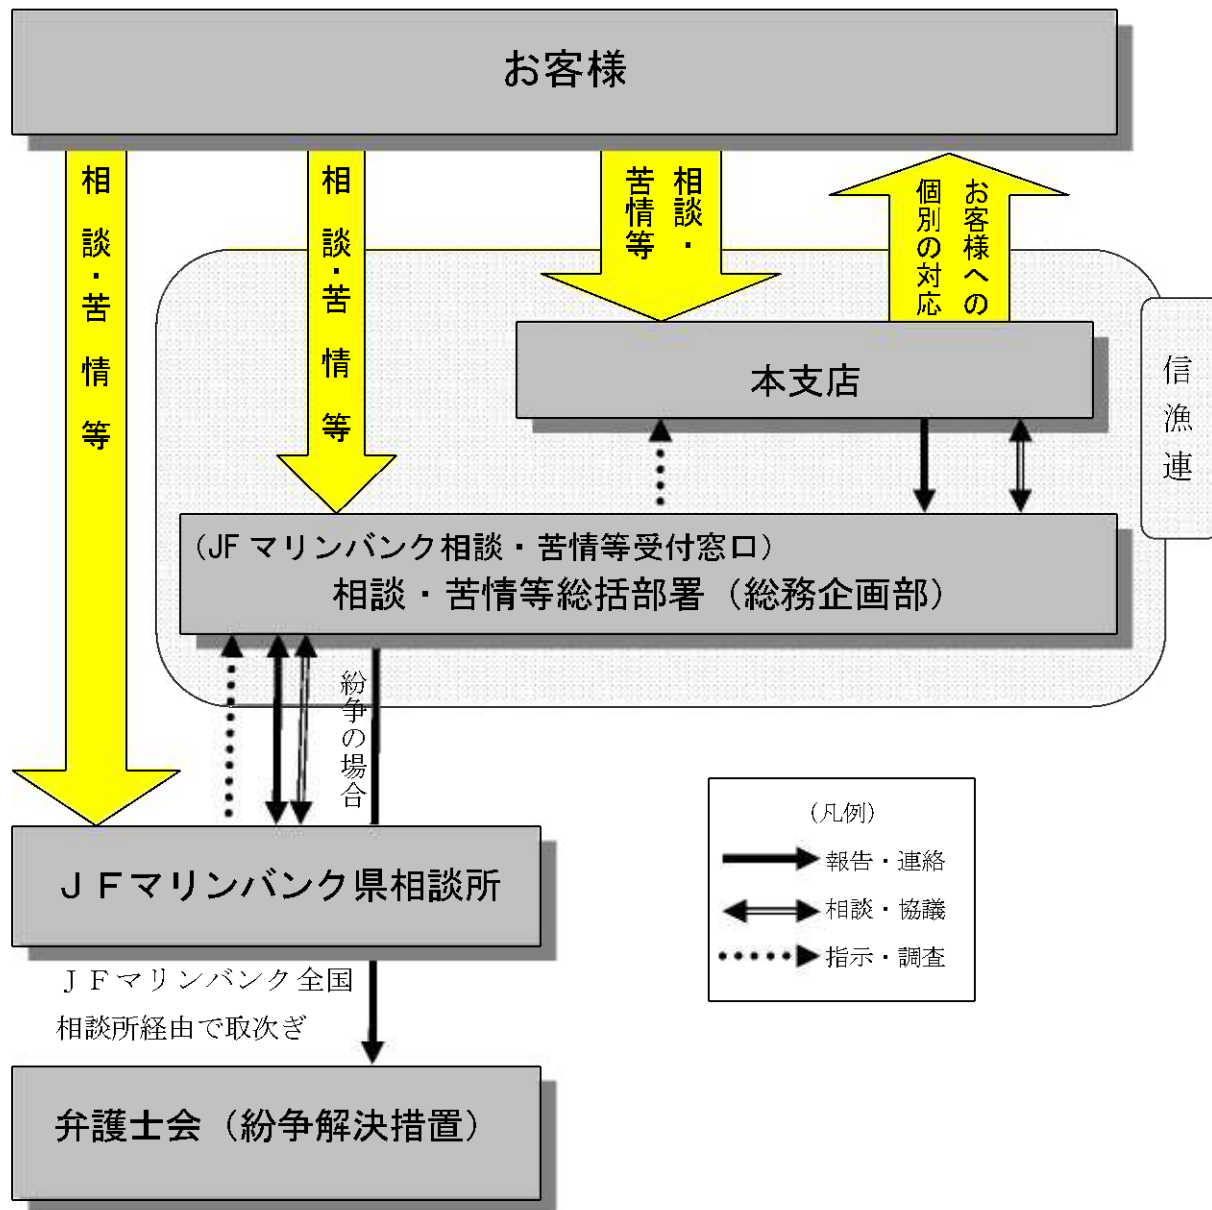 お客様
相談・苦情等
相談・苦情等
相談・
苦情等
お客様への
個別の対応
信漁連
本支店
(JFマリンバンク相談・苦情等受付窓口)
相談・苦情等総括部署（総務企画部）
紛争の場合
(凡例)
報告・連絡
相談・協議
指示・調査
ＪＦマリンバンク県相談所
ＪＦマリンバンク全国
相談所経由で取次ぎ
弁護士会（紛争解決措置）